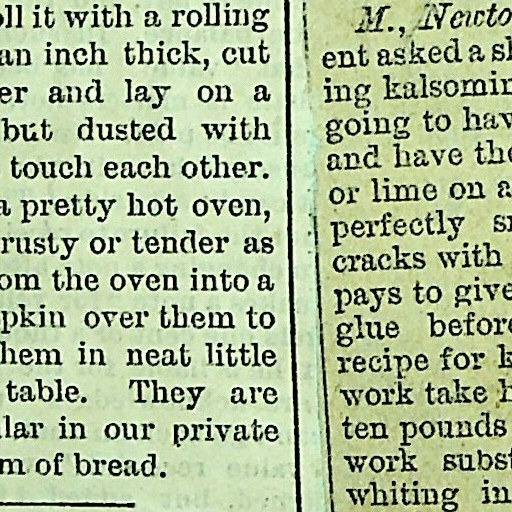 ll it with a rolling
an inch thick, cut
er and lay on a
but dusted with
touch each other.
a pretty hot oven,
rusty or tender as
om the oven into a
pkin over them to
hem in neat little
table. They are
lar in our private
m of bread.
M., Newto
ent asked a sl
ing kalsomin
going to hav
and have the
or lime on a
perfectly s
cracks with
pays to give
glue before
recipe for k
work take h
ten pounds
work subst
whiting in